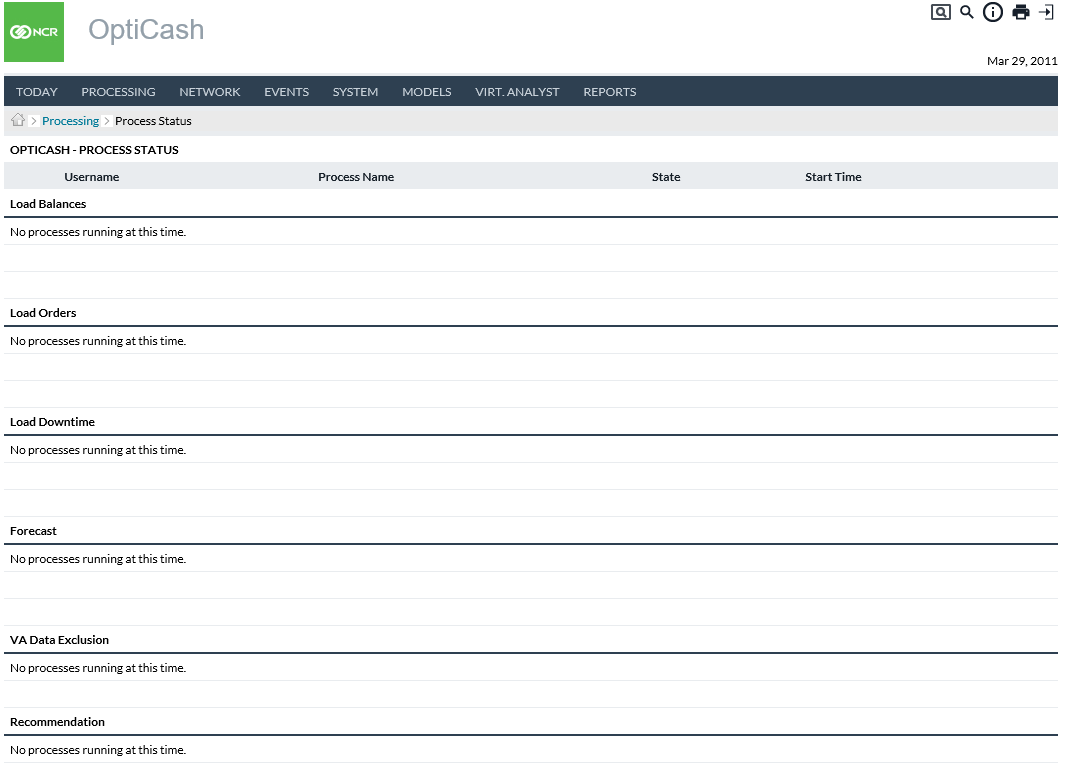 NCR
OptiCash
Mar 29, 2011
TODAY PROCESSING NETWORK EVENTS SYSTEM MODELS VIRT. ANALYST REPORTS
> Processing > Process Status
OPTICASH - PROCESS STATUS
Username Process Name State Start Time
Load Balances
No processes running at this time.
Load Orders
No processes running at this time.
Load Downtime
No processes running at this time.
Forecast
No processes running at this time.
VA Data Exclusion
No processes running at this time.
Recommendation
No processes running at this time.